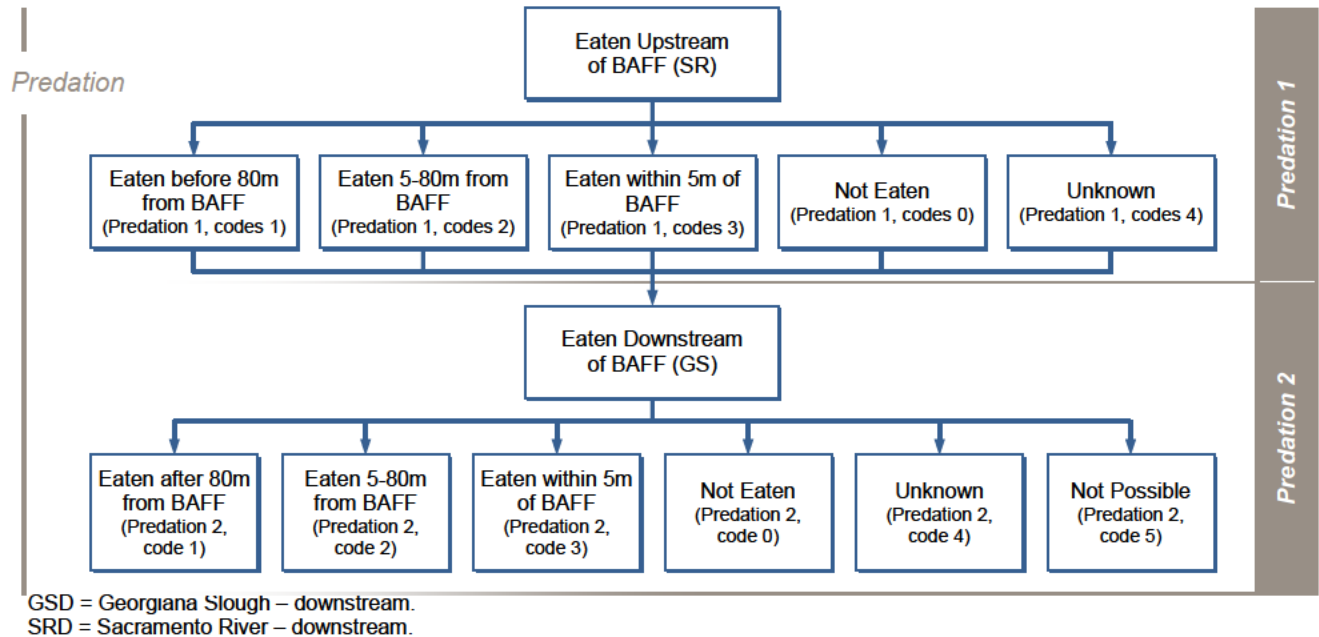 Predation
Eaten Upstream
of BAFF (SR)
Eaten before 80m
from BAFF
(Predation 1, codes 1)
Eaten 5-80m from
BAFF
(Predation 1, codes 2)
Eaten within 5m of
BAFF
(Predation 1, codes 3)
Not Eaten
(Predation 1, codes 0)
Unknown
(Predation 1, codes 4)
Predation 1
Eaten Downstream
of BAFF (GS)
Eaten after 80m
from BAFF
(Predation 2,
code 1)
Eaten 5-80m
from BAFF
(Predation 2,
code 2)
Eaten within 5m
of BAFF
(Predation 2,
code 3)
Not Eaten
(Predation 2,
code 0)
Unknown
(Predation 2,
code 4)
Not Possible
(Predation 2,
code 5)
Predation 2
GSD = Georgiana Slough – downstream.
SRD = Sacramento River – downstream.